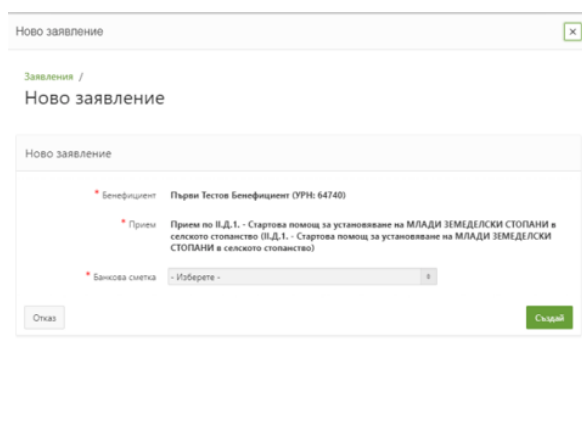 Ново заявление
×
Заявления /
Ново заявление
Ново заявление
* Бенефициент Първи Тестов Бенефициент (УРН: 64740)
* Прием Прием по II.Д.1. - Стартова помощ за установяване на МЛАДИ ЗЕМЕДЕЛСКИ СТОПАНИ в
селското стопанство (II.Д.1. - Стартова помощ за установяване на МЛАДИ ЗЕМЕДЕЛСКИ
СТОПАНИ в селското стопанство)
* Банкова сметка - Изберете -
Отказ Създай